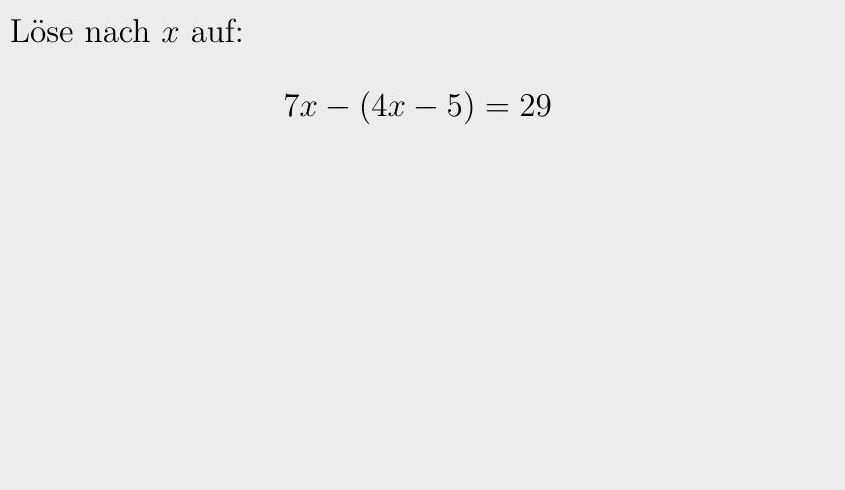 Löse nach x auf:
7x − (4x − 5) = 29